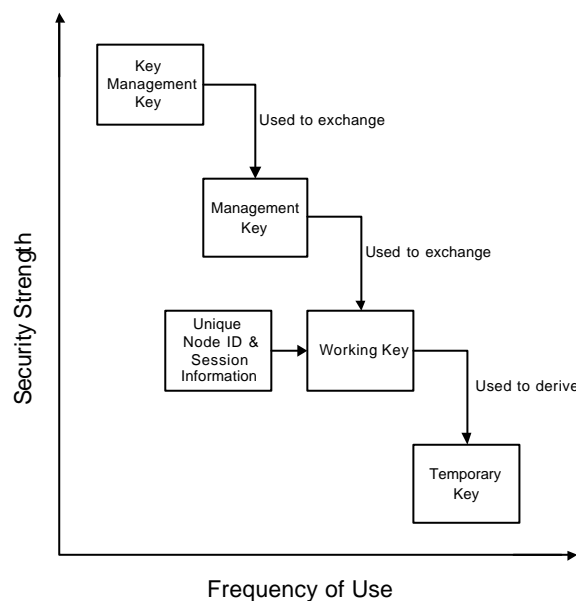 Key
Management
Key
Used to exchange
Management
Key
Used to exchange
Unique
Node ID &
Session
Information
Working Key
Used to derive
Temporary
Key
Security Strength
Frequency of Use